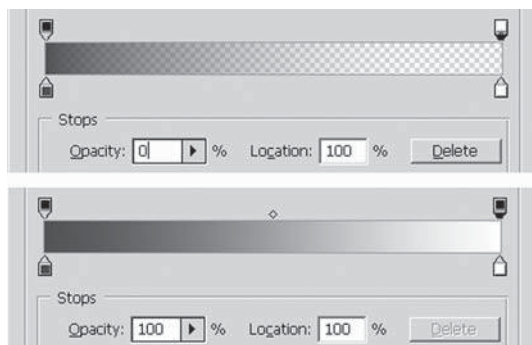 Stops
Opacity: 0 % Location: 100 % Delete
Stops
Opacity: 100 % Location: 100 % Delete